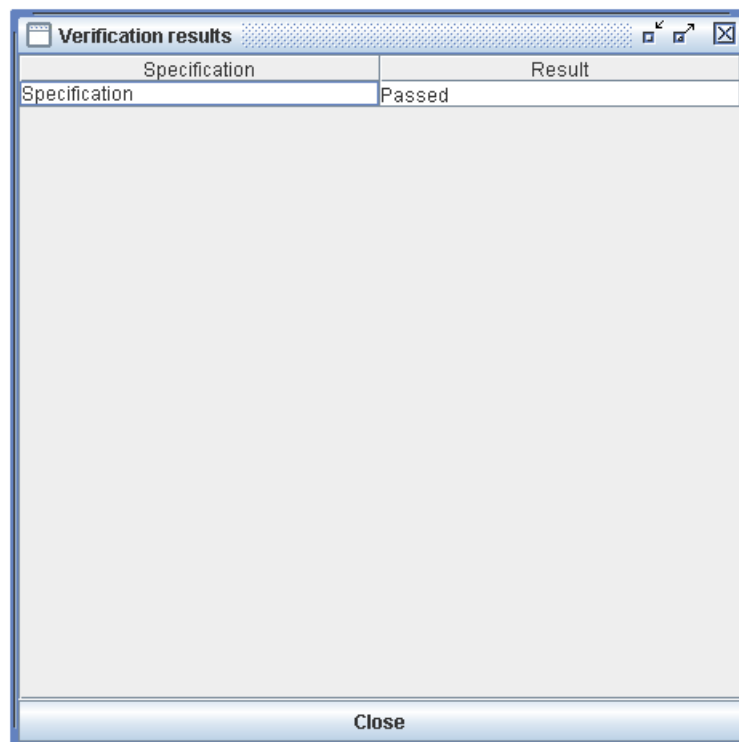 Verification results
Specification Result
Specification Passed
Close